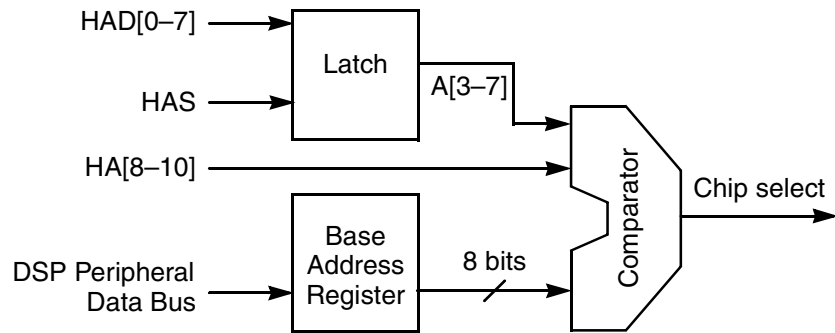 HAD[0–7]
HAS
HA[8–10]
DSP Peripheral
Data Bus
Latch
A[3–7]
Base
Address
Register
8 bits
Comparator
Chip select